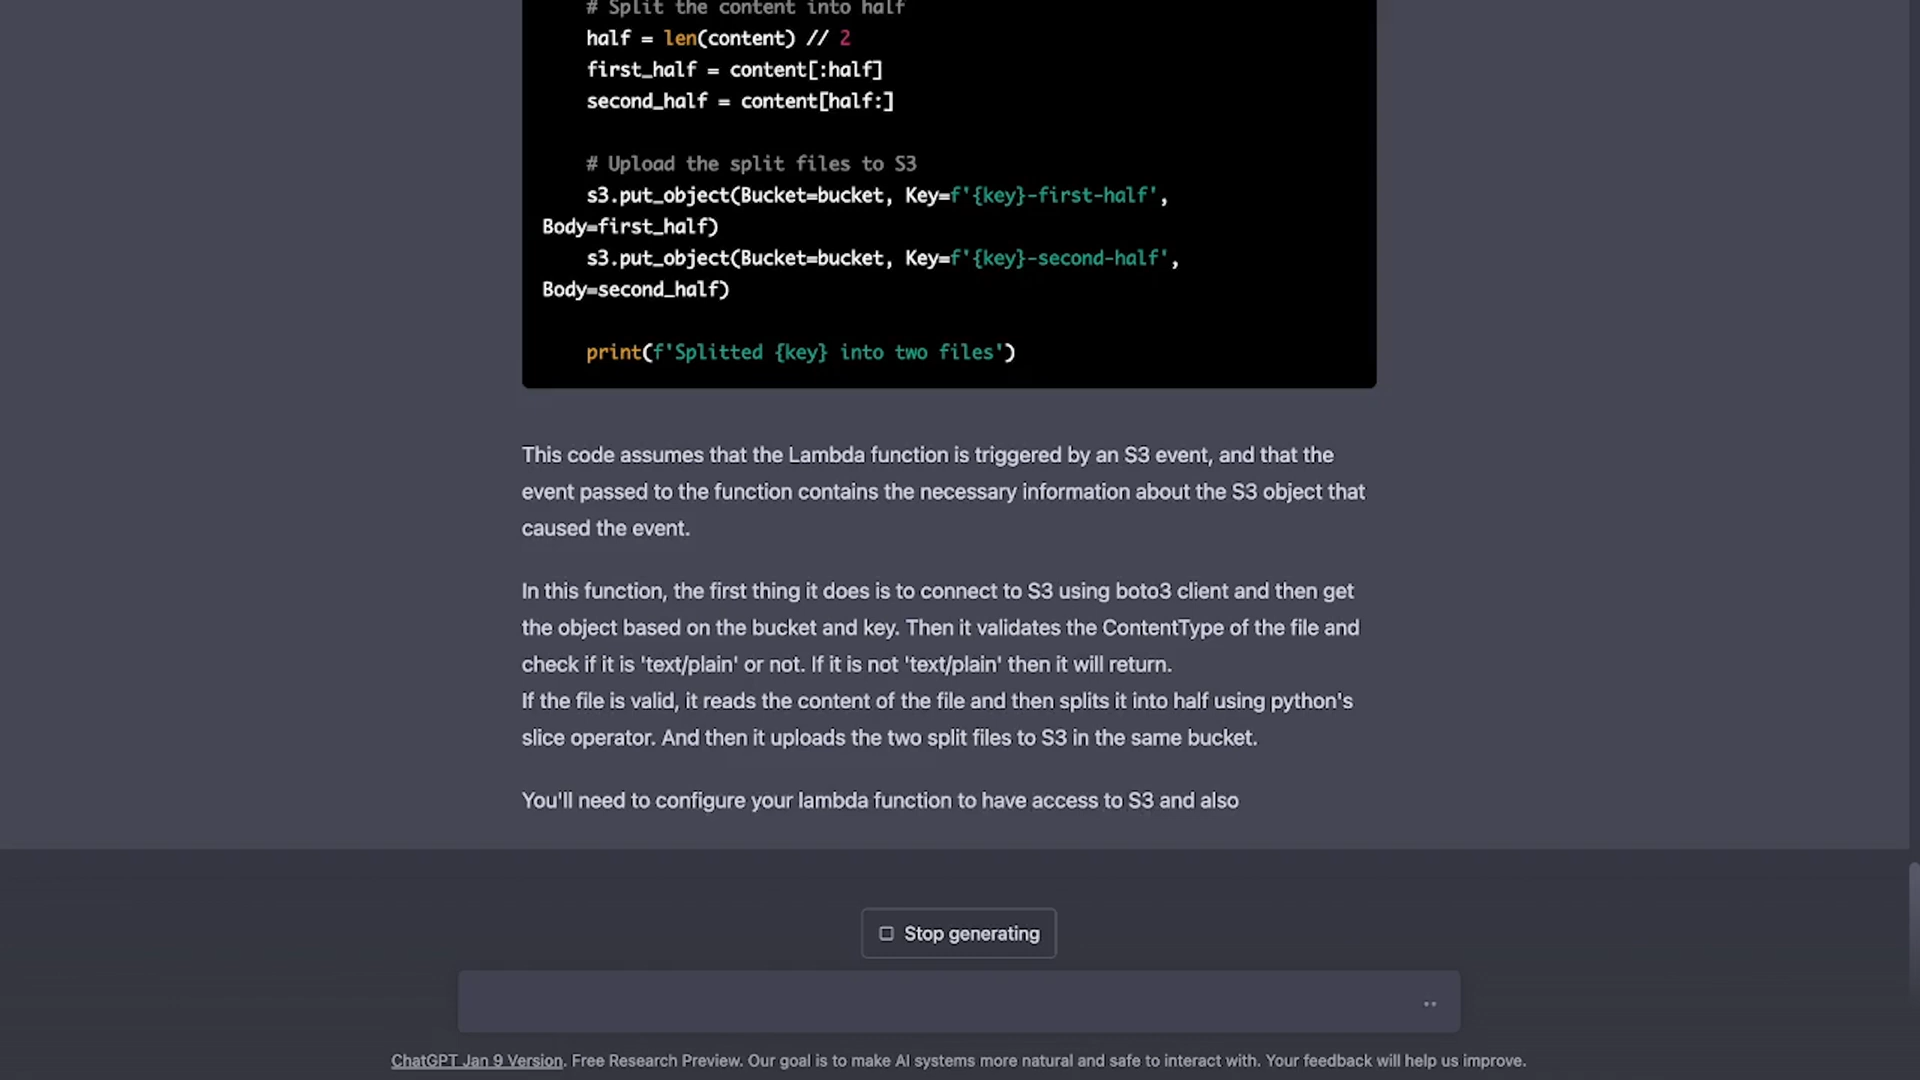 # Split the content into half
half = len(content) // 2
first_half = content[:half]
second_half = content[half:]
# Upload the split files to S3
s3.put_object(Bucket=bucket, Key=f'{key}-first-half',
Body=first_half)
s3.put_object(Bucket=bucket, Key=f'{key}-second-half',
Body=second_half)
print(f'Splitted {key} into two files')
This code assumes that the Lambda function is triggered by an S3 event, and that the
event passed to the function contains the necessary information about the S3 object that
caused the event.
In this function, the first thing it does is to connect to S3 using boto3 client and then get
the object based on the bucket and key. Then it validates the ContentType of the file and
check if it is 'text/plain' or not. If it is not 'text/plain' then it will return.
If the file is valid, it reads the content of the file and then splits it into half using python's
slice operator. And then it uploads the two split files to S3 in the same bucket.
You'll need to configure your lambda function to have access to S3 and also
Stop generating
ChatGPT Jan 9 Version. Free Research Preview. Our goal is to make AI systems more natural and safe to interact with. Your feedback will help us improve.